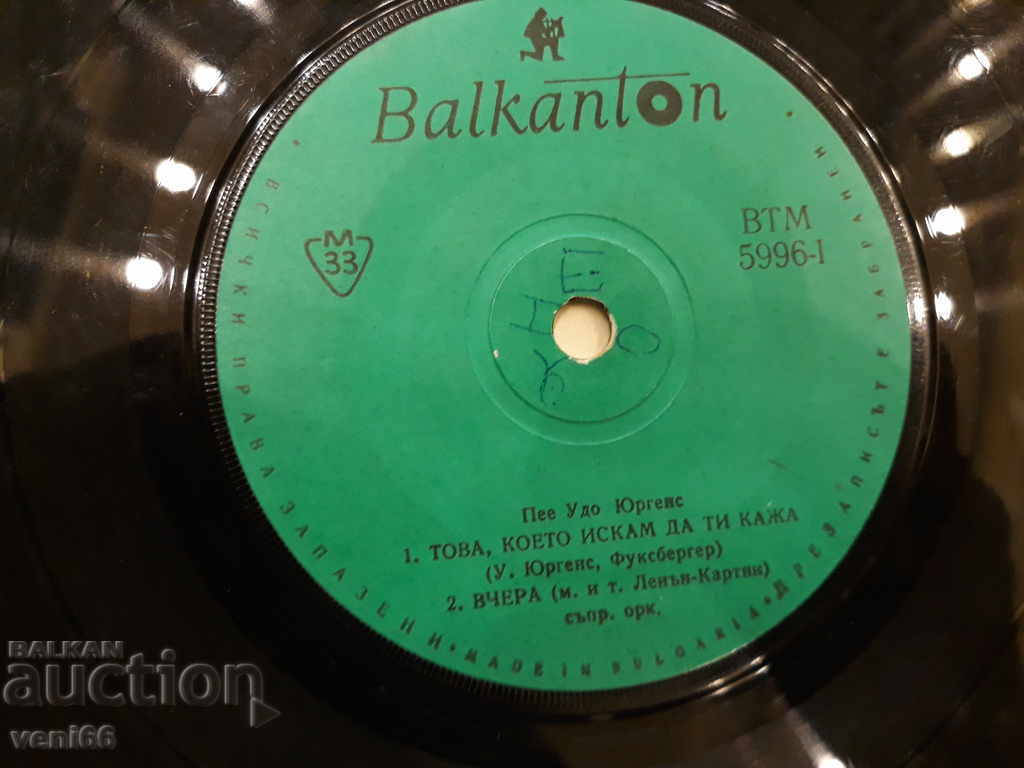 Balkanton
М
33
ВТМ
5996-I
Пее Удо Юргенс
1. ТОВА, КОЕТО ИСКАМ ДА ТИ КАЖА
(У. Юргенс, Фуксбергер)
2. ВЧЕРА (м. и т. Ленън-Картни)
съпр. орк.
ВСИЧКИ ПРАВА ЗАПАЗЕНИ • MADE IN BULGARIA • ПРЕЗАПИСЪТ Е ЗАБРАНЕН
BALKAN
auction
veni66